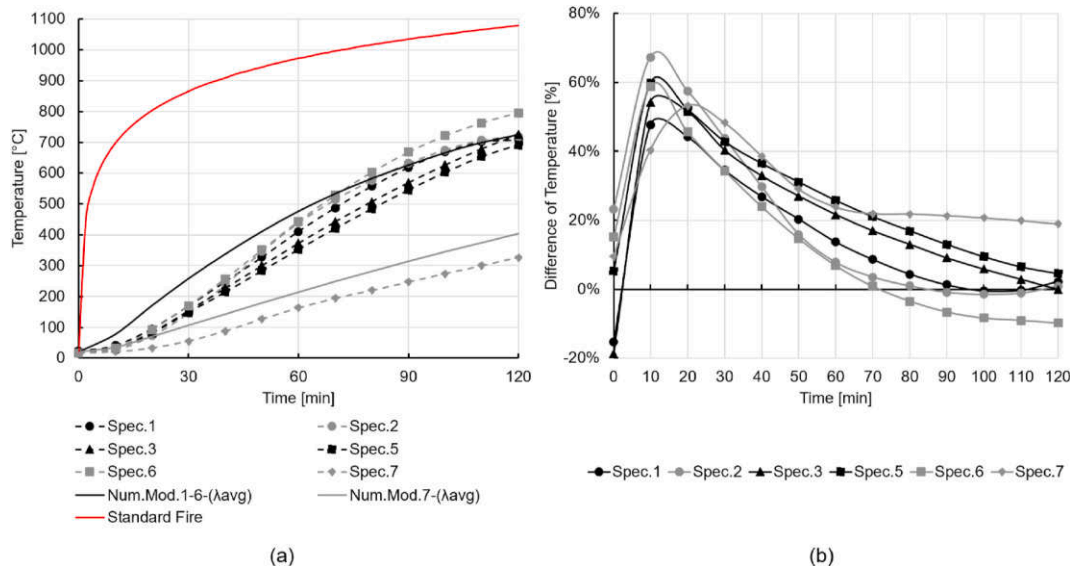 1100
1000
900
800
700
600
500
400
300
200
100
0
Temperature [°C]
0 30 60 90 120
Time [min]
Spec.1 Spec.2
Spec.3 Spec.5
Spec.6 Spec.7
Num.Mod.1-6-(λavg) Num.Mod.7-(λavg)
Standard Fire
(a)
80%
60%
40%
20%
0%
-20%
Difference of Temperature [%]
0 10 20 30 40 50 60 70 80 90 100 110 120
Time [min]
Spec.1 Spec.2 Spec.3 Spec.5 Spec.6 Spec.7
(b)